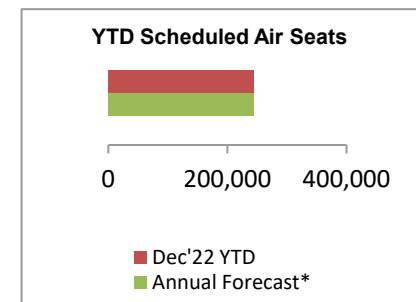 YTD Scheduled Air Seats
0 200,000 400,000
Dec'22 YTD
Annual Forecast*